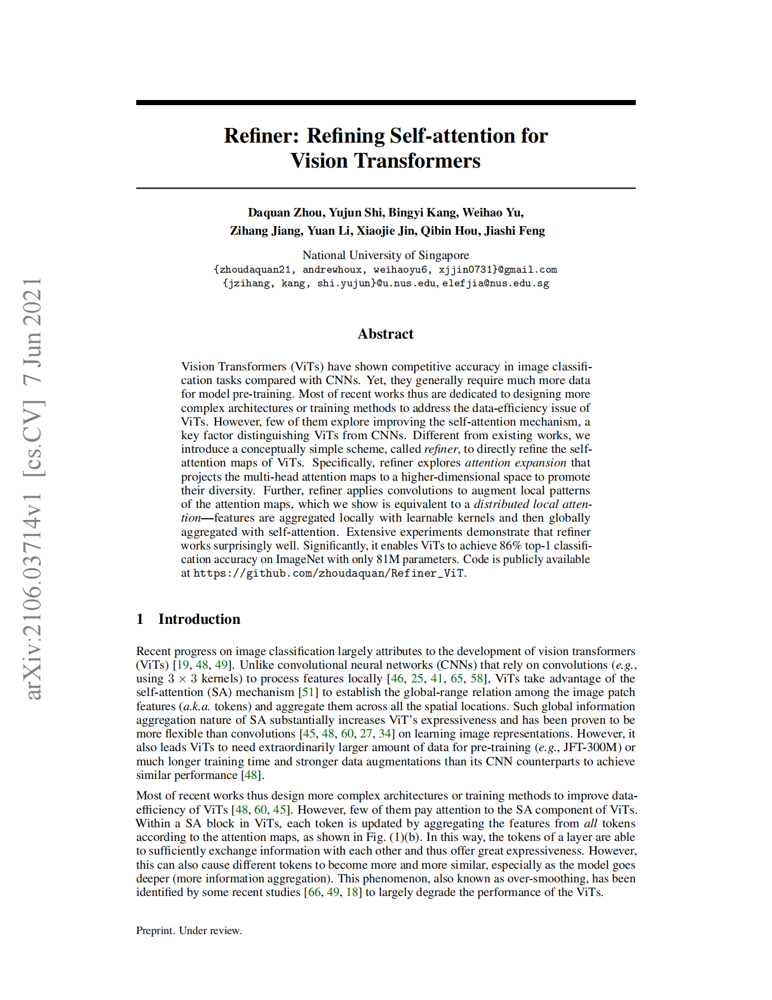 Refiner: Refining Self-attention for
Vision Transformers
Daquan Zhou, Yujun Shi, Bingyi Kang, Weihao Yu,
Zihang Jiang, Yuan Li, Xiaojie Jin, Qibin Hou, Jiashi Feng
National University of Singapore
{zhoudaquan21, andrewhoux, weihaoyu6, xjjin0731}@gmail.com
{jzihang, kang, shi.yujun}@u.nus.edu, elefjia@nus.edu.sg
Abstract
Vision Transformers (ViTs) have shown competitive accuracy in image classifi-
cation tasks compared with CNNs. Yet, they generally require much more data
for model pre-training. Most of recent works thus are dedicated to designing more
complex architectures or training methods to address the data-efficiency issue of
ViTs. However, few of them explore improving the self-attention mechanism, a
key factor distinguishing ViTs from CNNs. Different from existing works, we
introduce a conceptually simple scheme, called refiner, to directly refine the self-
attention maps of ViTs. Specifically, refiner explores attention expansion that
projects the multi-head attention maps to a higher-dimensional space to promote
their diversity. Further, refiner applies convolutions to augment local patterns
of the attention maps, which we show is equivalent to a distributed local atten-
tion—features are aggregated locally with learnable kernels and then globally
aggregated with self-attention. Extensive experiments demonstrate that refiner
works surprisingly well. Significantly, it enables ViTs to achieve 86% top-1 classifi-
cation accuracy on ImageNet with only 81M parameters. Code is publicly available
at https://github.com/zhoudaquan/Refiner_ViT.
1 Introduction
Recent progress on image classification largely attributes to the development of vision transformers
(ViTs) [19, 48, 49]. Unlike convolutional neural networks (CNNs) that rely on convolutions (e.g.,
using 3 × 3 kernels) to process features locally [46, 25, 41, 65, 58], ViTs take advantage of the
self-attention (SA) mechanism [51] to establish the global-range relation among the image patch
features (a.k.a. tokens) and aggregate them across all the spatial locations. Such global information
aggregation nature of SA substantially increases ViT's expressiveness and has been proven to be
more flexible than convolutions [45, 48, 60, 27, 34] on learning image representations. However, it
also leads ViTs to need extraordinarily larger amount of data for pre-training (e.g., JFT-300M) or
much longer training time and stronger data augmentations than its CNN counterparts to achieve
similar performance [48].
Most of recent works thus design more complex architectures or training methods to improve data-
efficiency of ViTs [48, 60, 45]. However, few of them pay attention to the SA component of ViTs.
Within a SA block in ViTs, each token is updated by aggregating the features from all tokens
according to the attention maps, as shown in Fig. (1)(b). In this way, the tokens of a layer are able
to sufficiently exchange information with each other and thus offer great expressiveness. However,
this can also cause different tokens to become more and more similar, especially as the model goes
deeper (more information aggregation). This phenomenon, also known as over-smoothing, has been
identified by some recent studies [66, 49, 18] to largely degrade the performance of the ViTs.
Preprint. Under review.
arXiv:2106.03714v1 [cs.CV] 7 Jun 2021